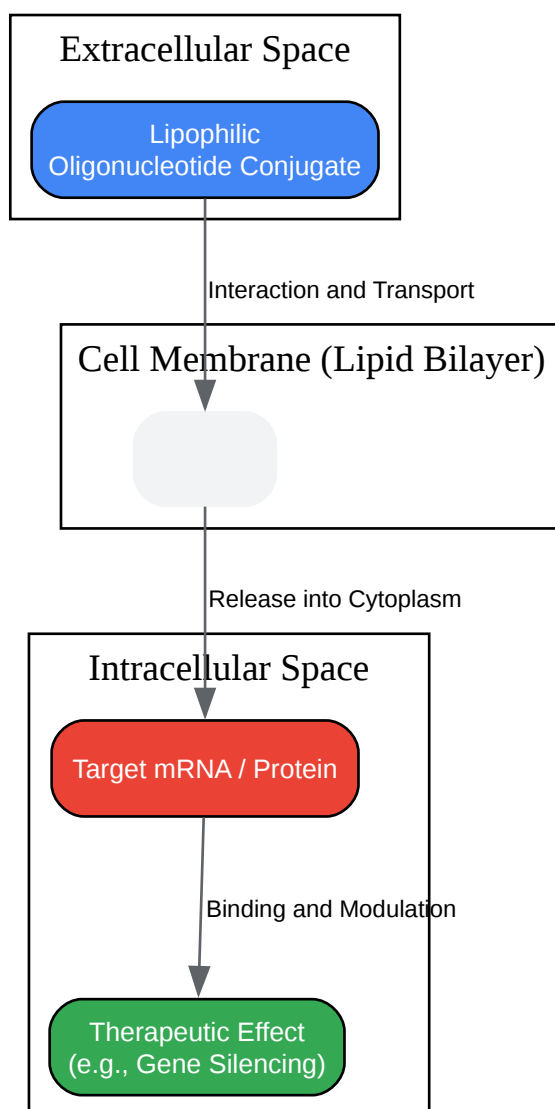 Extracellular Space
Lipophilic
Oligonucleotide Conjugate
Interaction and Transport
Cell Membrane (Lipid Bilayer)
Release into Cytoplasm
Intracellular Space
Target mRNA / Protein
Binding and Modulation
Therapeutic Effect
(e.g., Gene Silencing)